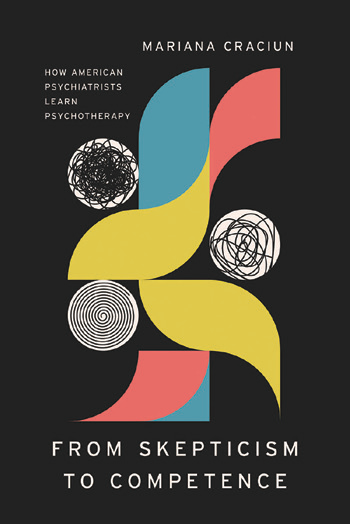 MARIANA CRACIUN
HOW AMERICAN
PSYCHIATRISTS
LEARN
PSYCHOTHERAPY
FROM SKEPTICISM
TO COMPETENCE